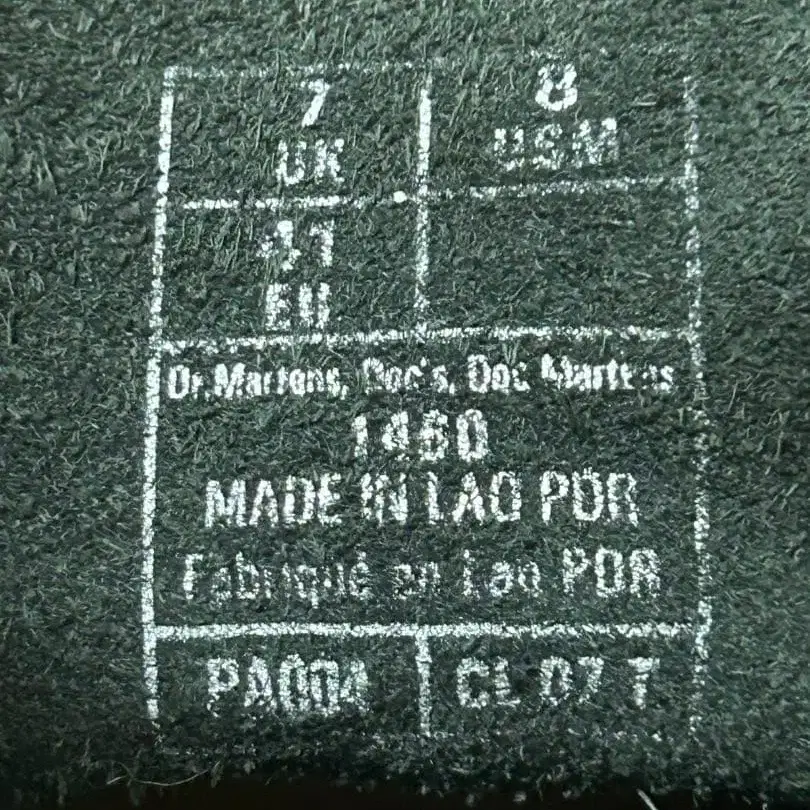 7
UK
8
USM
41
EU
Dr.Martens, Doc's, Doc Martens
1460
MADE IN LAO PDR
Fabriqué en Lao PDR
PA004
CL 07 T